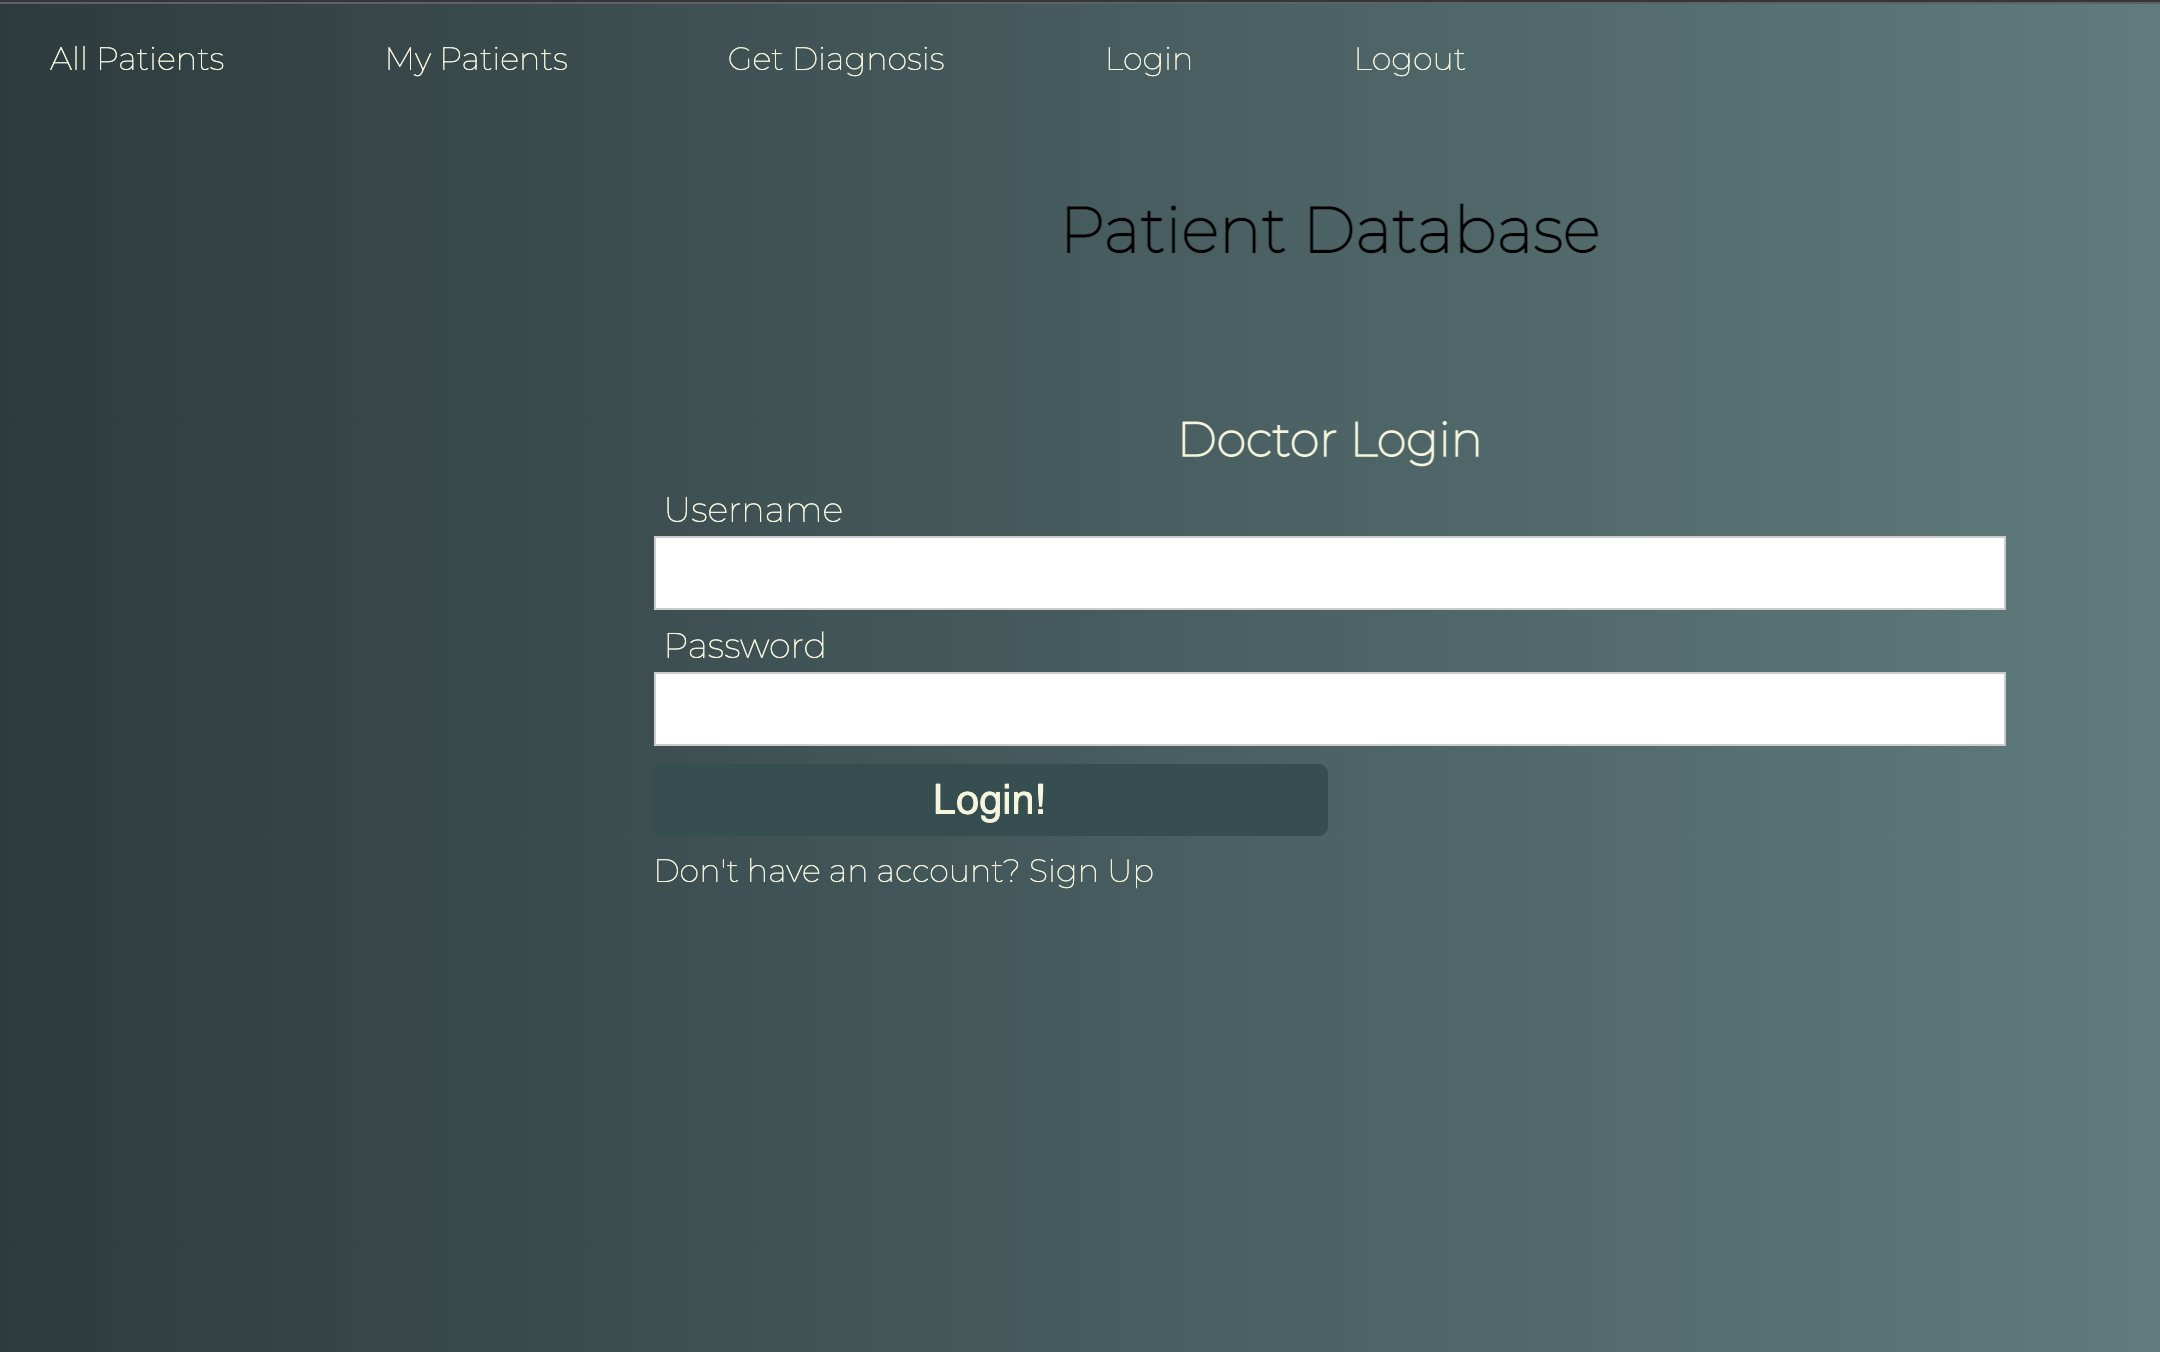 All Patients My Patients Get Diagnosis Login Logout
Patient Database
Doctor Login
Username
Password
Login!
Don't have an account? Sign Up